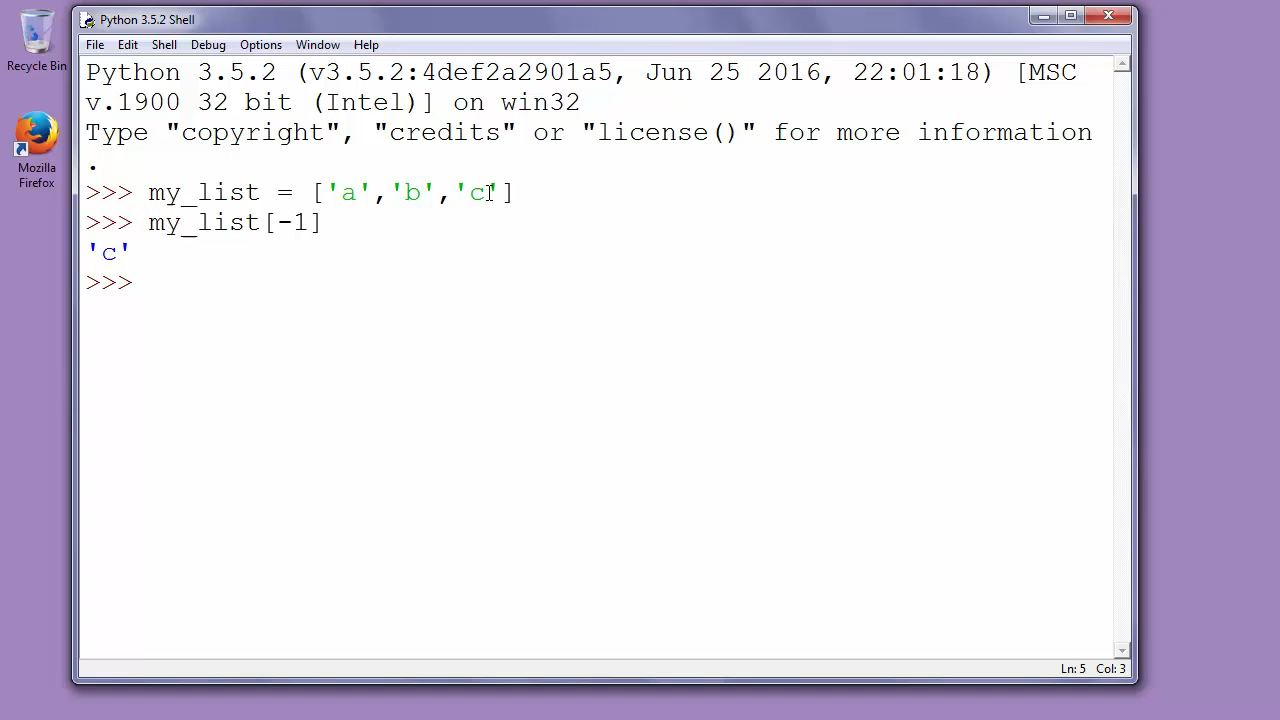 Recycle Bin
Mozilla
Firefox
Python 3.5.2 Shell
File Edit Shell Debug Options Window Help
Python 3.5.2 (v3.5.2:4def2a2901a5, Jun 25 2016, 22:01:18) [MSC
v.1900 32 bit (Intel)] on win32
Type "copyright", "credits" or "license()" for more information
.
>>> my_list = ['a','b','c']
>>> my_list[-1]
'c'
>>>
Ln: 5 Col: 3